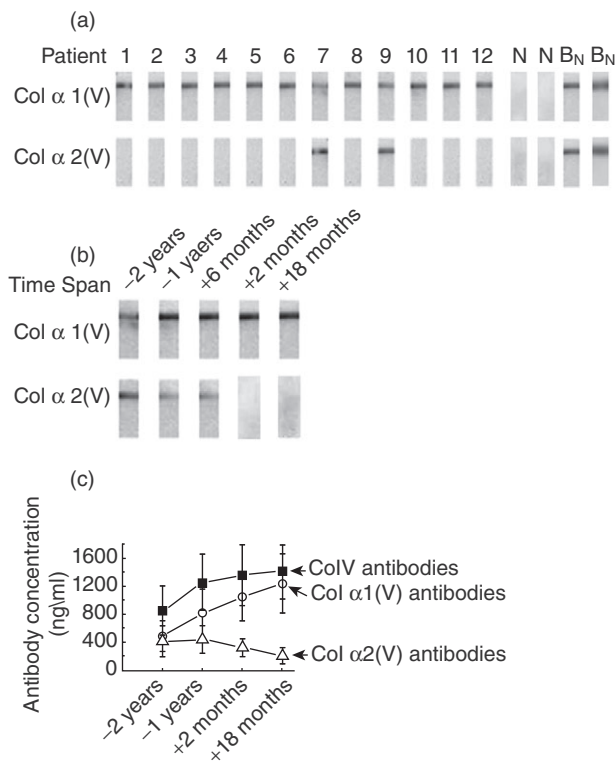 (a)
Patient 1 2 3 4 5 6 7 8 9 10 11 12 N N BN BN
Col α 1(V)
Col α 2(V)
(b)
Time Span −2 years −1 yaers +6 months +2 months +18 months
Col α 1(V)
Col α 2(V)
(c)
Antibody concentration
(ng\ml)
1600
1200
800
400
0
ColV antibodies
Col α1(V) antibodies
Col α2(V) antibodies
−2 years
−1 years
+2 months
+18 months